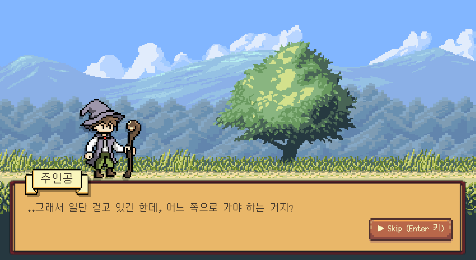 주인공
..그래서 일단 걷고 있긴 한데, 어느 쪽으로 가야 하는 거지?
▶ Skip (Enter 키)